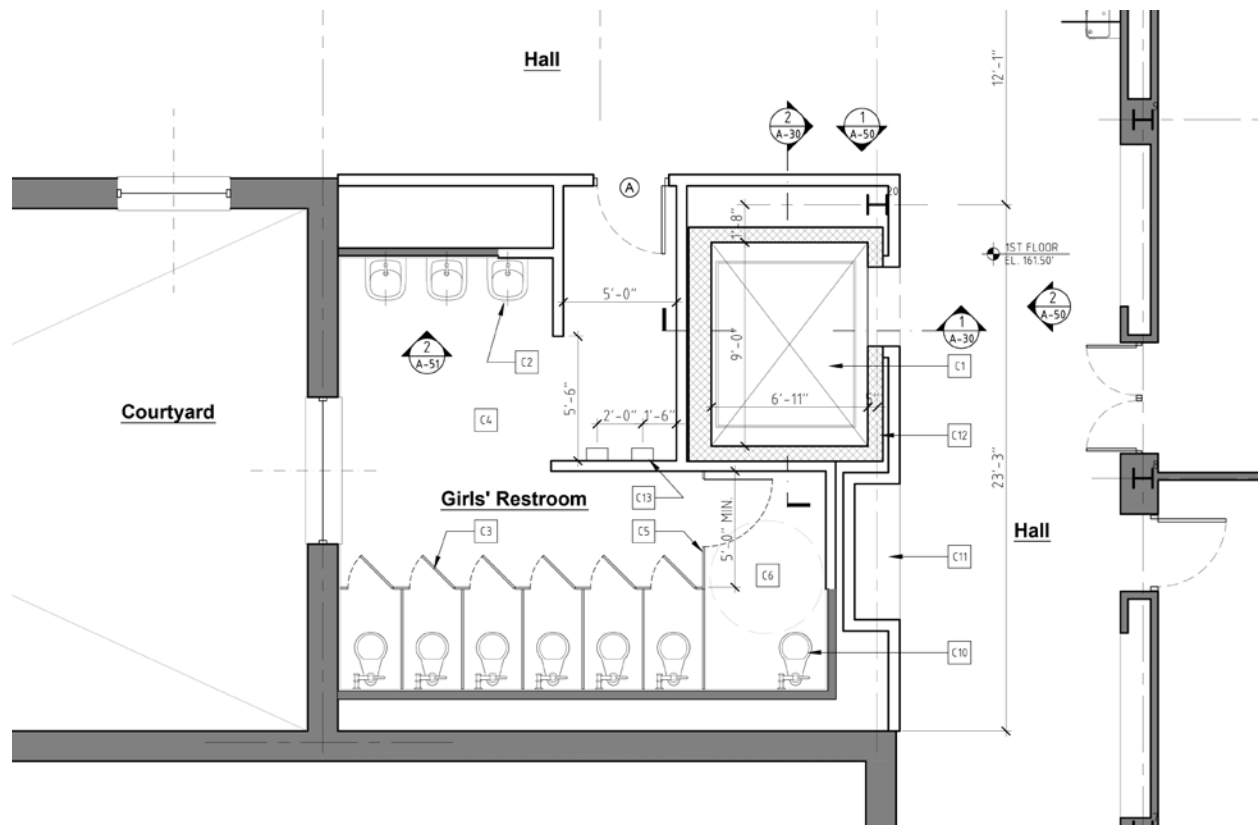 Hall
12'-1"
2
A-30
1
A-50
A
20
1'-8"
1ST FLOOR
EL. 161.50'
5'-0"
2
A-50
1
A-30
2
A-51
9'-0"
C2
C1
Courtyard
6'-11"
5"
C4
5'-6"
2'-0"
1'-6"
C12
23'-3"
Girls' Restroom
C13
5'-0" MIN.
C3
C5
Hall
C11
C6
C10